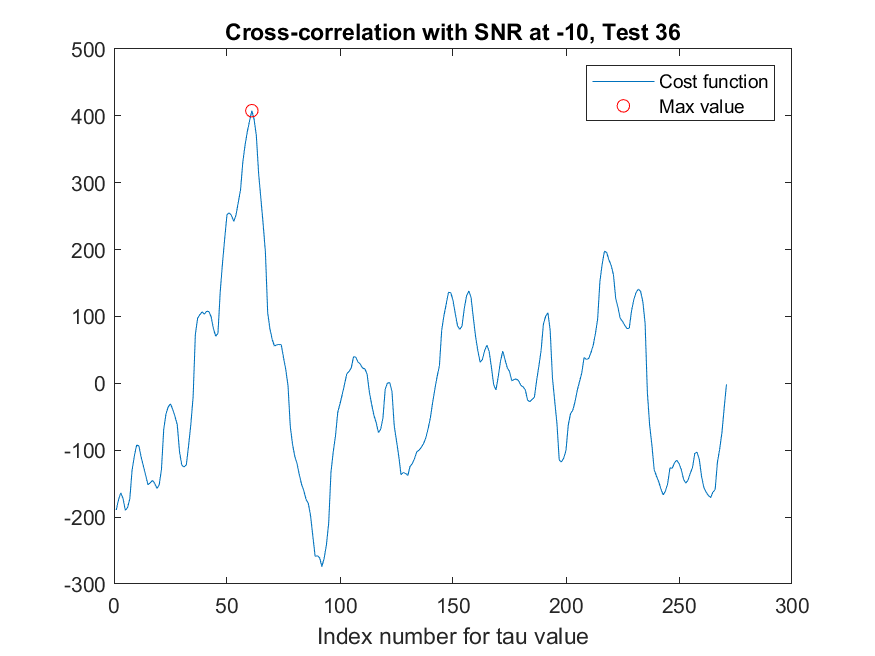 Cross-correlation with SNR at -10, Test 36
Cost function
Max value
500
400
300
200
100
0
-100
-200
-300
0 50 100 150 200 250 300
Index number for tau value